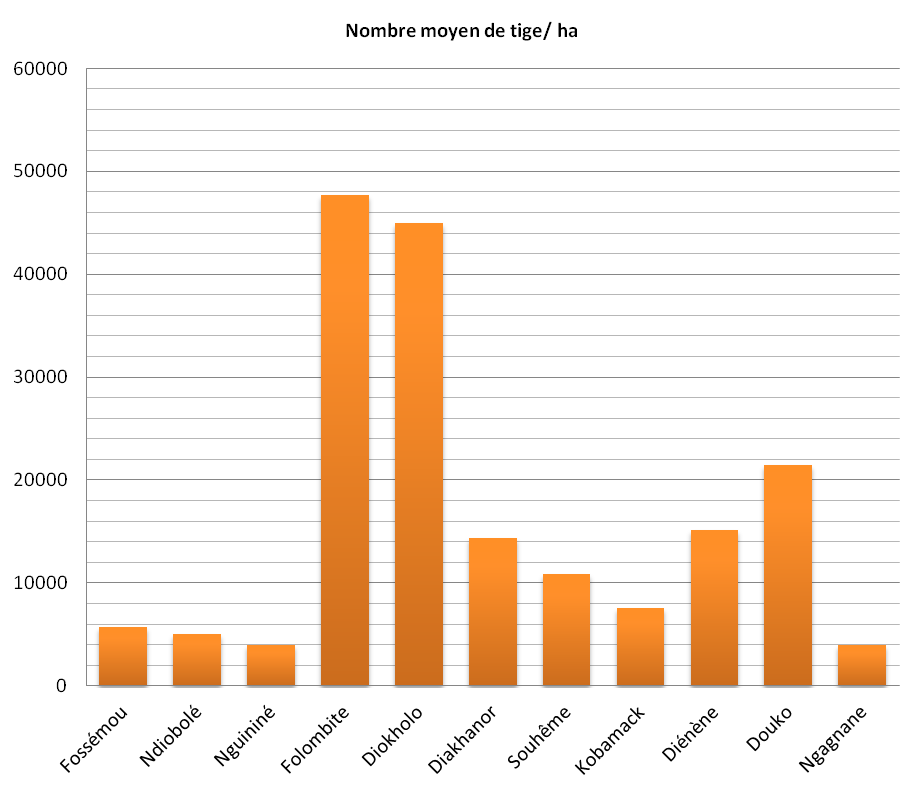 Nombre moyen de tige/ ha
60000
50000
40000
30000
20000
10000
0
Fossémou
Ndiobolé
Nguininé
Folombite
Diokholo
Diakhanor
Souhême
Kobamack
Diénène
Douko
Ngagnane